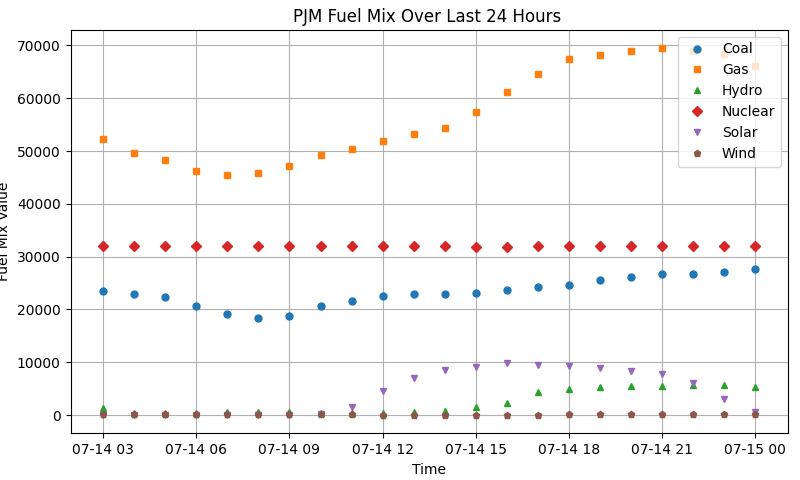 PJM Fuel Mix Over Last 24 Hours
70000
60000
50000
40000
30000
20000
10000
0
Fuel Mix Value
Coal
Gas
Hydro
Nuclear
Solar
Wind
07-14 03 07-14 06 07-14 09 07-14 12 07-14 15 07-14 18 07-14 21 07-15 00
Time